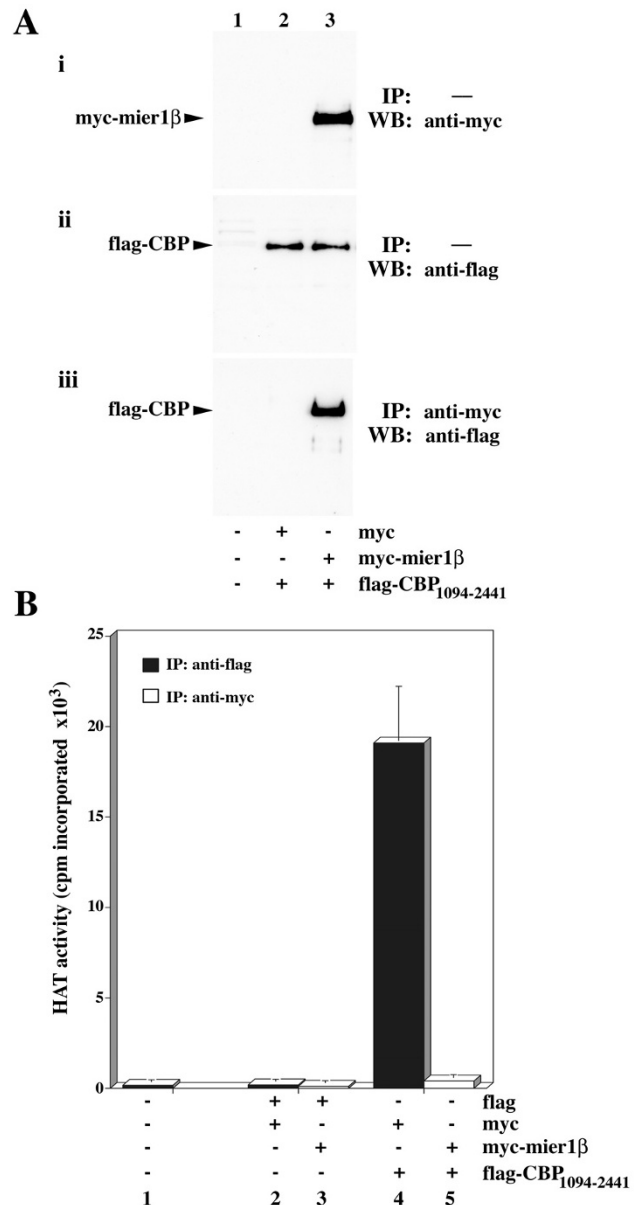 A
1 2 3
i
myc-mier1β
IP: —
WB: anti-myc
ii
flag-CBP
IP: —
WB: anti-flag
iii
flag-CBP
IP: anti-myc
WB: anti-flag
- + - myc
- - + myc-mier1β
- + + flag-CBP1094-2441
B
25
IP: anti-flag
IP: anti-myc
20
15
10
5
0
HAT activity (cpm incorporated x10³)
- + + - - flag
- + - + - myc
- - + - + myc-mier1β
- - - + + flag-CBP1094-2441
1 2 3 4 5